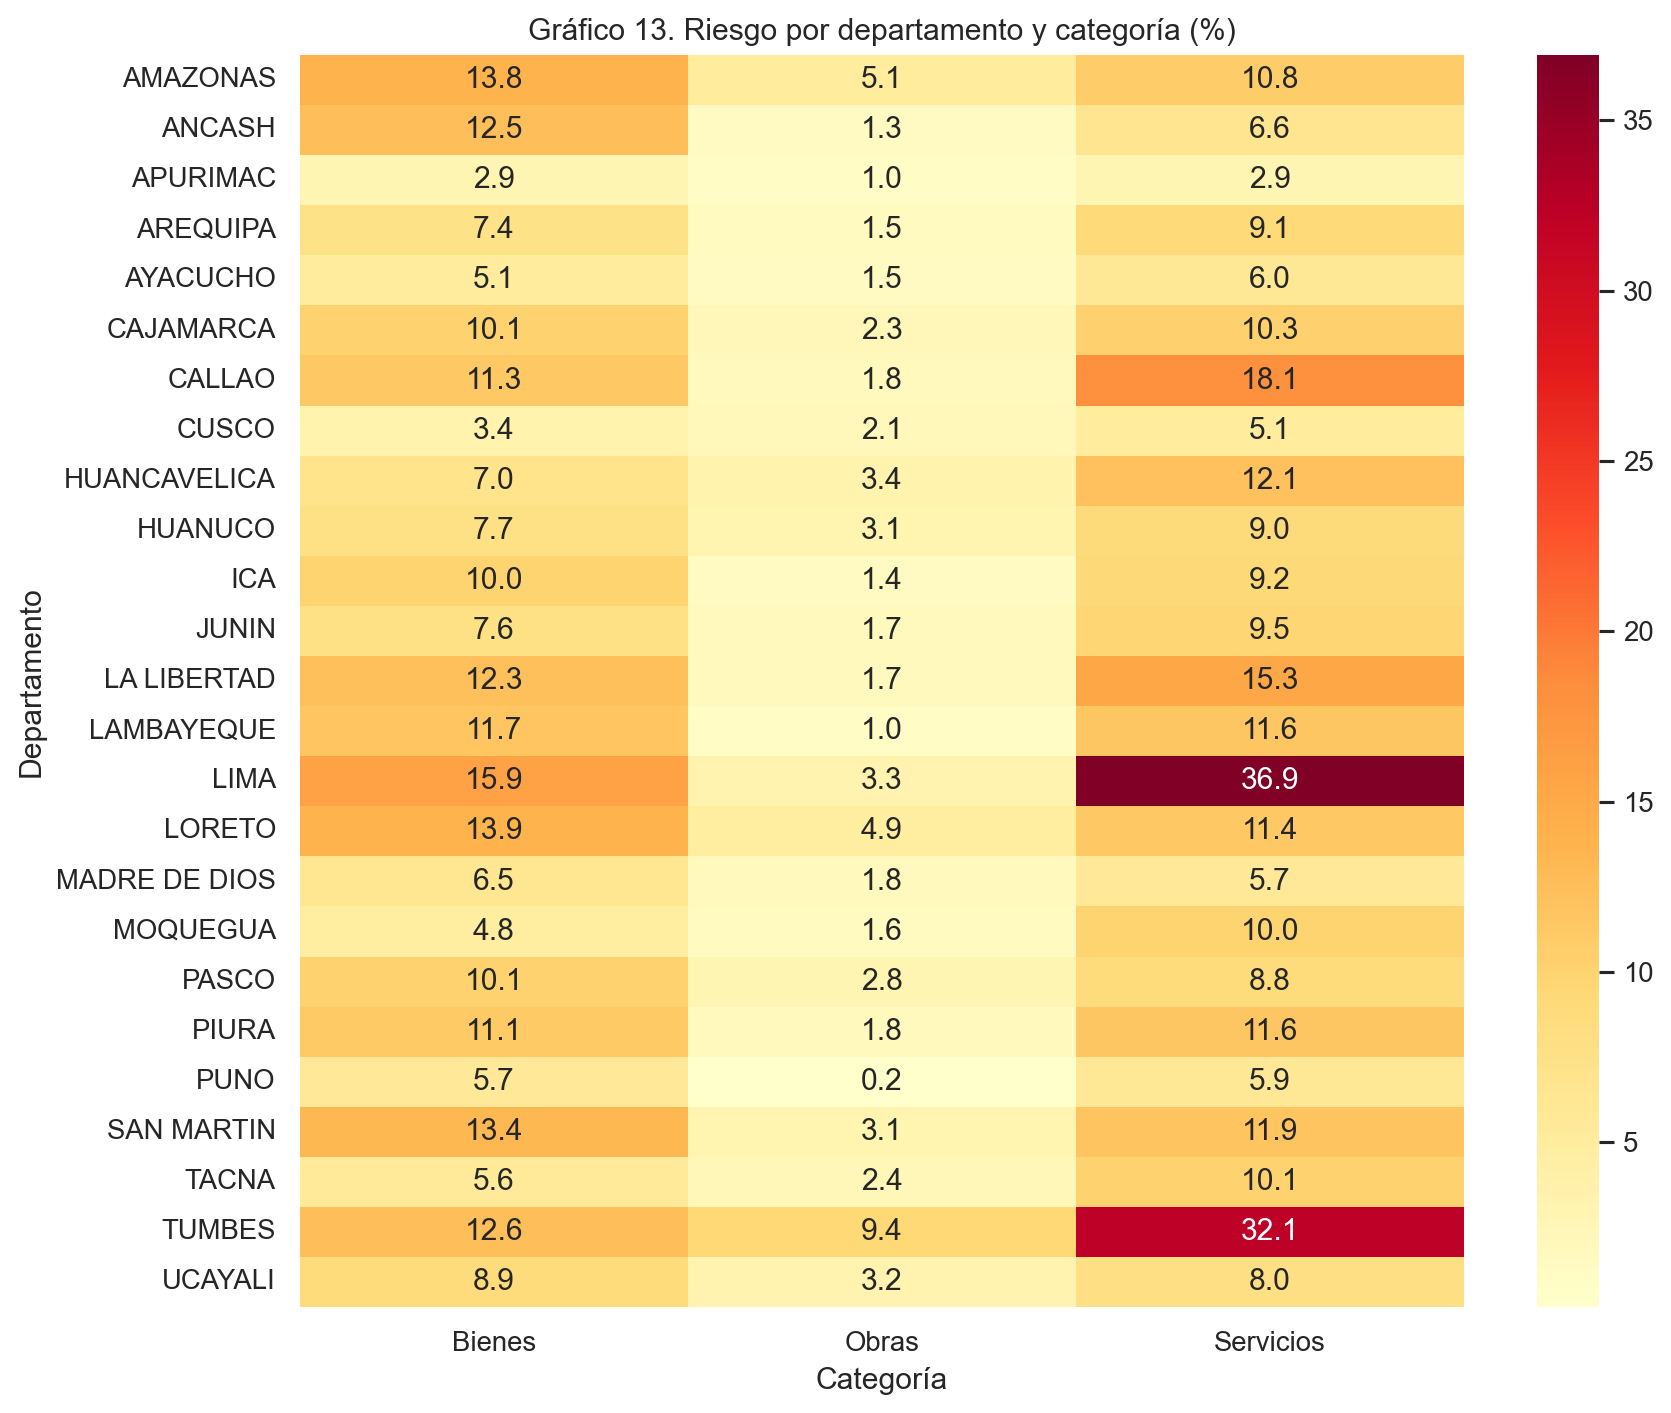 Gráfico 13. Riesgo por departamento y categoría (%)
AMAZONAS 13.8 5.1 10.8
ANCASH 12.5 1.3 6.6
APURIMAC 2.9 1.0 2.9
AREQUIPA 7.4 1.5 9.1
AYACUCHO 5.1 1.5 6.0
CAJAMARCA 10.1 2.3 10.3
CALLAO 11.3 1.8 18.1
CUSCO 3.4 2.1 5.1
HUANCAVELICA 7.0 3.4 12.1
HUANUCO 7.7 3.1 9.0
ICA 10.0 1.4 9.2
JUNIN 7.6 1.7 9.5
LA LIBERTAD 12.3 1.7 15.3
LAMBAYEQUE 11.7 1.0 11.6
LIMA 15.9 3.3 36.9
LORETO 13.9 4.9 11.4
MADRE DE DIOS 6.5 1.8 5.7
MOQUEGUA 4.8 1.6 10.0
PASCO 10.1 2.8 8.8
PIURA 11.1 1.8 11.6
PUNO 5.7 0.2 5.9
SAN MARTIN 13.4 3.1 11.9
TACNA 5.6 2.4 10.1
TUMBES 12.6 9.4 32.1
UCAYALI 8.9 3.2 8.0
Bienes Obras Servicios
Categoría
Departamento
35
30
25
20
15
10
5